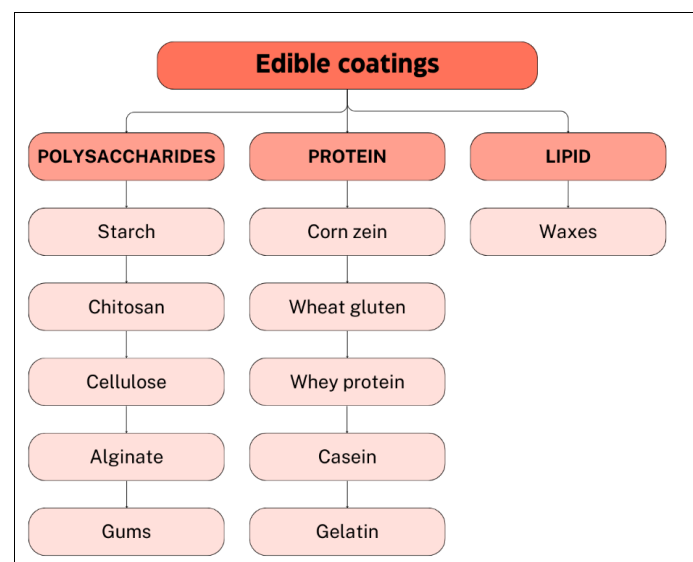 Edible coatings
POLYSACCHARIDES
PROTEIN
LIPID
Starch
Corn zein
Waxes
Chitosan
Wheat gluten
Cellulose
Whey protein
Alginate
Casein
Gums
Gelatin